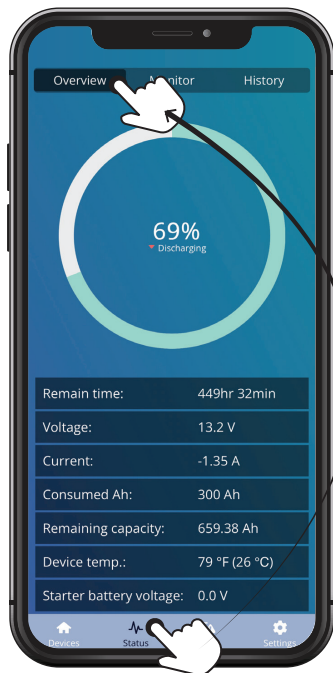 Overview Monitor History
69%
Discharging
Remain time: 449hr 32min
Voltage: 13.2 V
Current: -1.35 A
Consumed Ah: 300 Ah
Remaining capacity: 659.38 Ah
Device temp.: 79 °F (26 °C)
Starter battery voltage: 0.0 V
Devices Status Settings